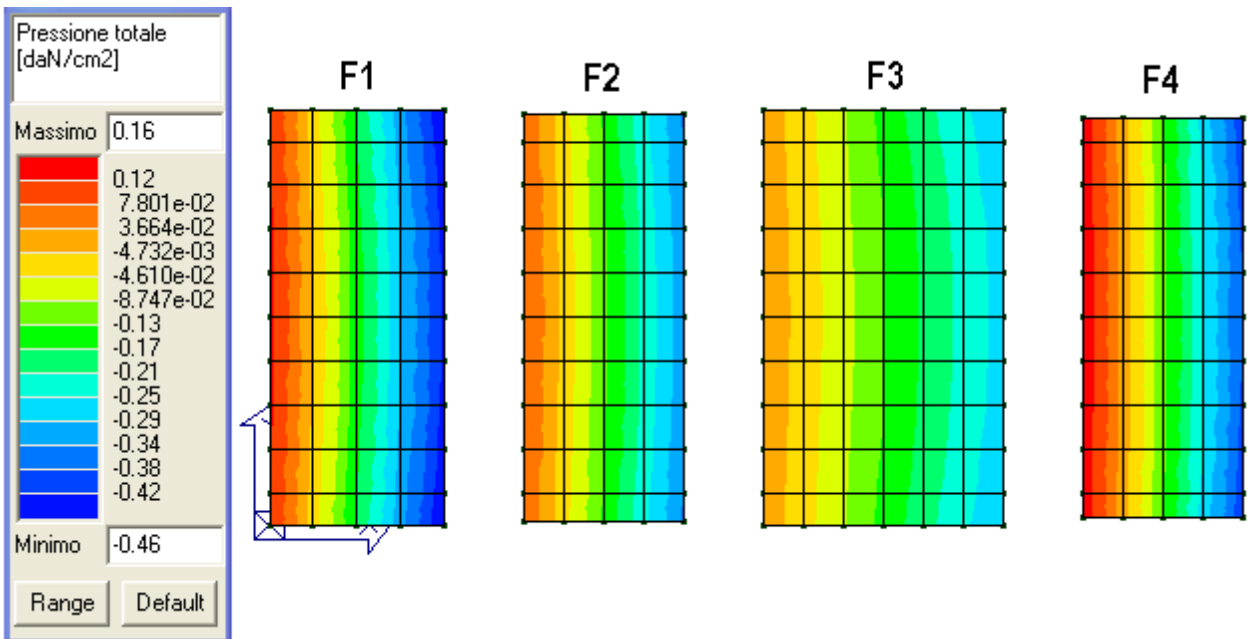 Pressione totale
[daN/cm2]
F1
F2
F3
F4
Massimo 0.16
0.12
7.801e-02
3.664e-02
-4.732e-03
-4.610e-02
-8.747e-02
-0.13
-0.17
-0.21
-0.25
-0.29
-0.34
-0.38
-0.42
Minimo -0.46
Range Default